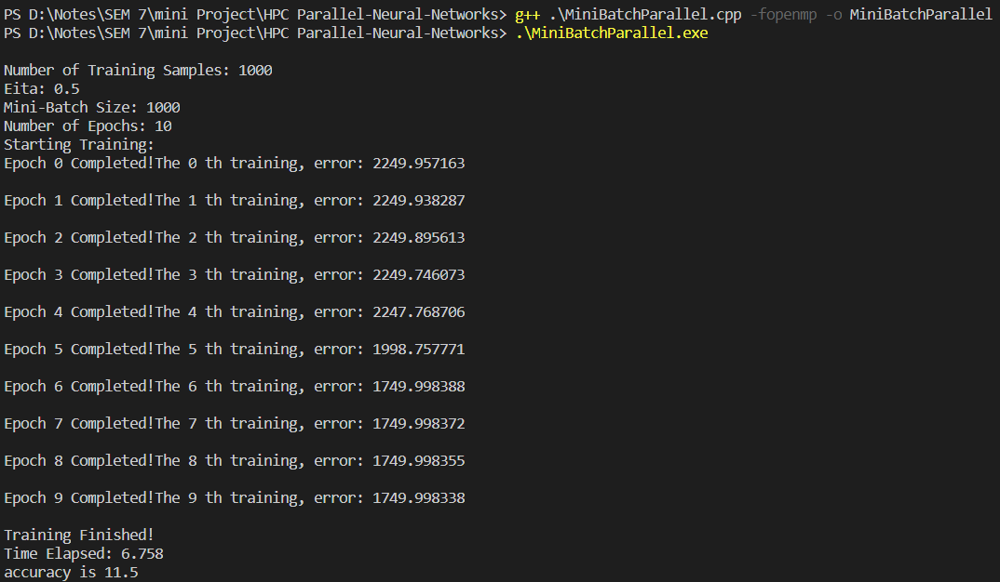 PS D:\Notes\SEM 7\mini Project\HPC Parallel-Neural-Networks> g++ .\MiniBatchParallel.cpp -fopenmp -o MiniBatchParallel
PS D:\Notes\SEM 7\mini Project\HPC Parallel-Neural-Networks> .\MiniBatchParallel.exe
Number of Training Samples: 1000
Eita: 0.5
Mini-Batch Size: 1000
Number of Epochs: 10
Starting Training:
Epoch 0 Completed!The 0 th training, error: 2249.957163
Epoch 1 Completed!The 1 th training, error: 2249.938287
Epoch 2 Completed!The 2 th training, error: 2249.895613
Epoch 3 Completed!The 3 th training, error: 2249.746073
Epoch 4 Completed!The 4 th training, error: 2247.768706
Epoch 5 Completed!The 5 th training, error: 1998.757771
Epoch 6 Completed!The 6 th training, error: 1749.998388
Epoch 7 Completed!The 7 th training, error: 1749.998372
Epoch 8 Completed!The 8 th training, error: 1749.998355
Epoch 9 Completed!The 9 th training, error: 1749.998338
Training Finished!
Time Elapsed: 6.758
accuracy is 11.5